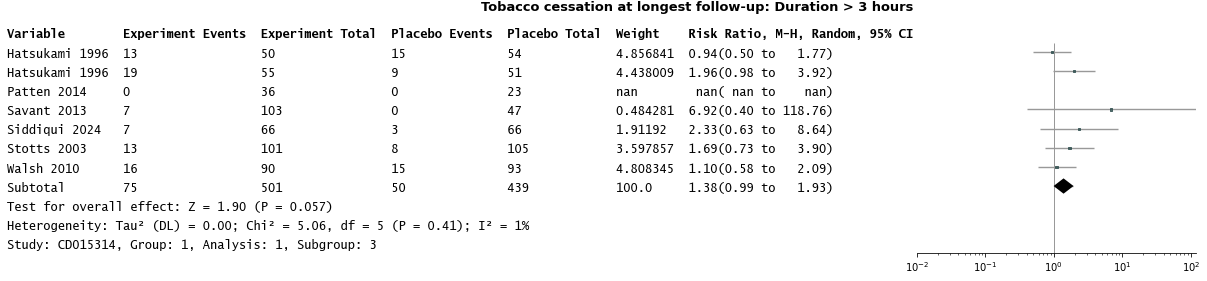 Tobacco cessation at longest follow-up: Duration > 3 hours
Variable Experiment Events Experiment Total Placebo Events Placebo Total Weight Risk Ratio, M-H, Random, 95% CI
Hatsukami 1996 13 50 15 54 4.856841 0.94(0.50 to 1.77)
Hatsukami 1996 19 55 9 51 4.438009 1.96(0.98 to 3.92)
Patten 2014 0 36 0 23 nan nan( nan to nan)
Savant 2013 7 103 0 47 0.484281 6.92(0.40 to 118.76)
Siddiqui 2024 7 66 3 66 1.91192 2.33(0.63 to 8.64)
Stotts 2003 13 101 8 105 3.597857 1.69(0.73 to 3.90)
Walsh 2010 16 90 15 93 4.808345 1.10(0.58 to 2.09)
Subtotal 75 501 50 439 100.0 1.38(0.99 to 1.93)
Test for overall effect: Z = 1.90 (P = 0.057)
Heterogeneity: Tau² (DL) = 0.00; Chi² = 5.06, df = 5 (P = 0.41); I² = 1%
Study: CD015314, Group: 1, Analysis: 1, Subgroup: 3
10⁻² 10⁻¹ 10⁰ 10¹ 10²